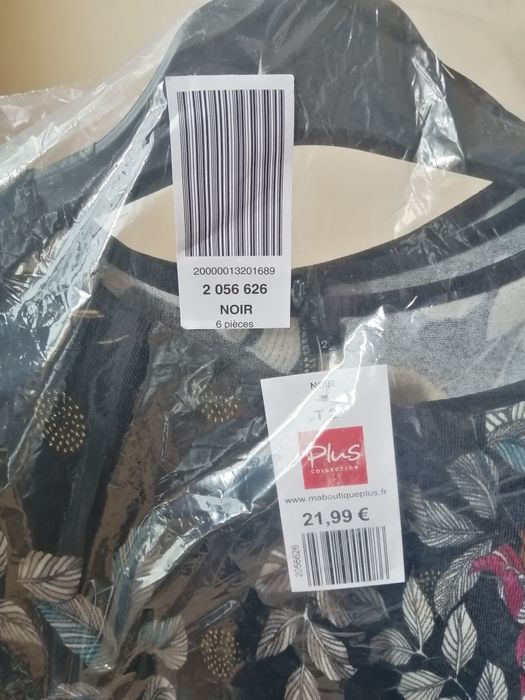 20000013201689
2 056 626
NOIR
6 pièces
NOIR
Plus
COLLECTION
www.maboutiqueplus.fr
21,99 €
2056626